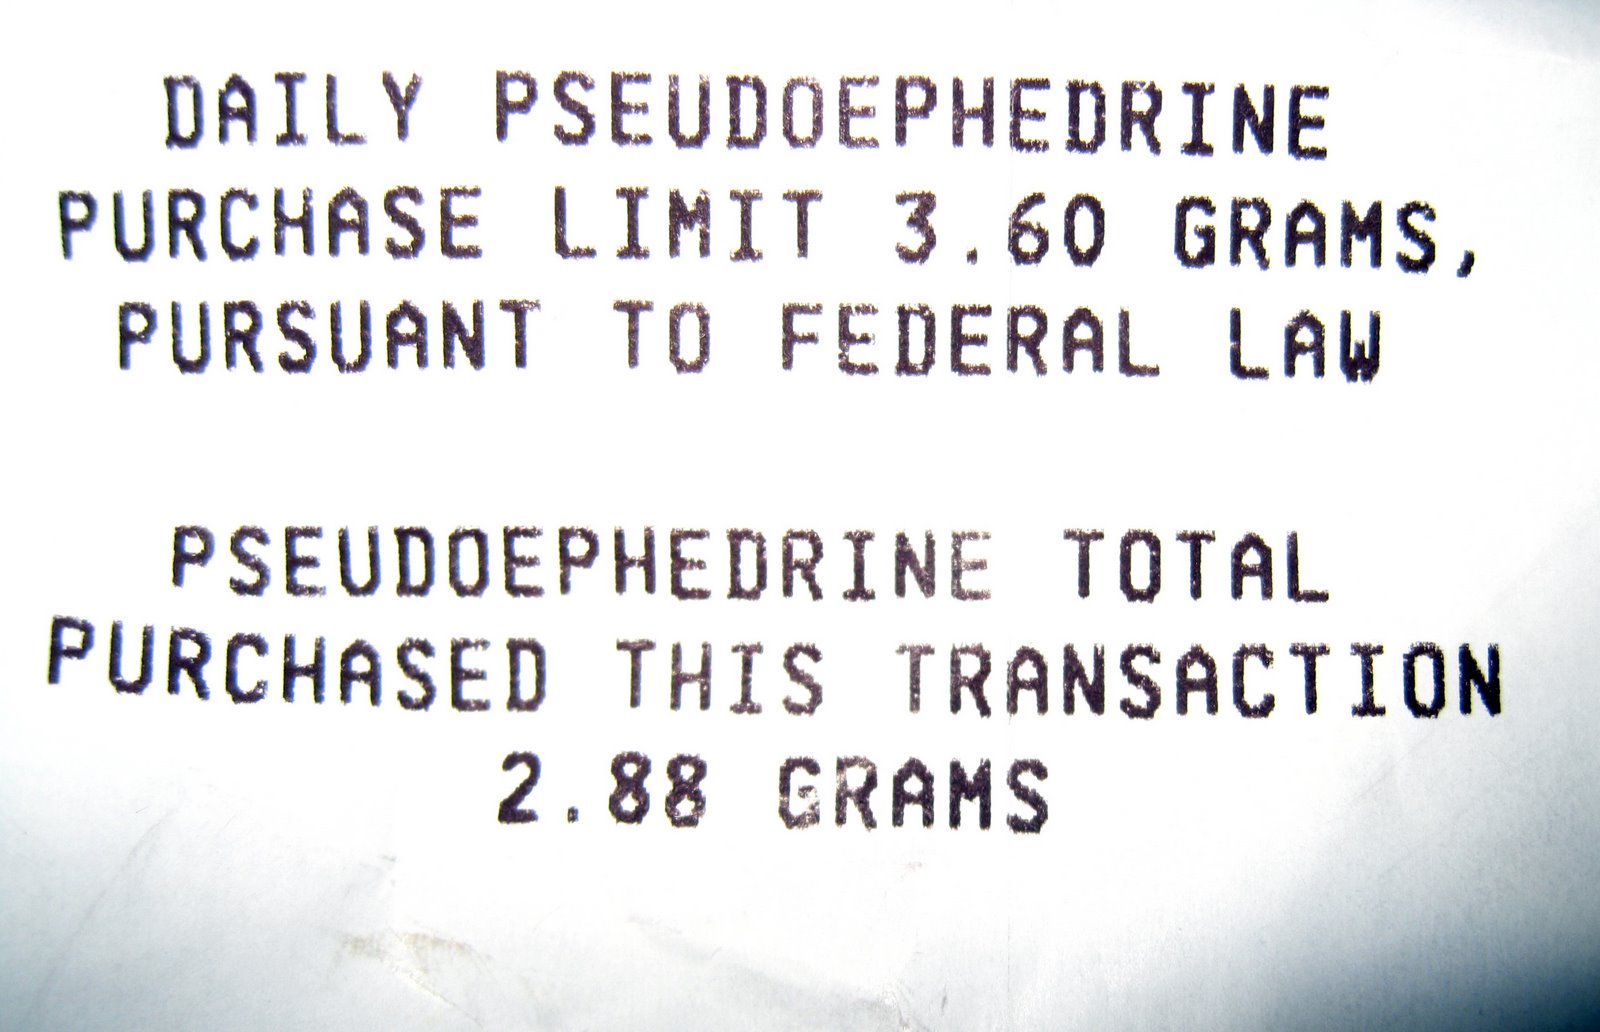 DAILY PSEUDOEPHEDRINE
PURCHASE LIMIT 3.60 GRAMS,
PURSUANT TO FEDERAL LAW
PSEUDOEPHEDRINE TOTAL
PURCHASED THIS TRANSACTION
2.88 GRAMS